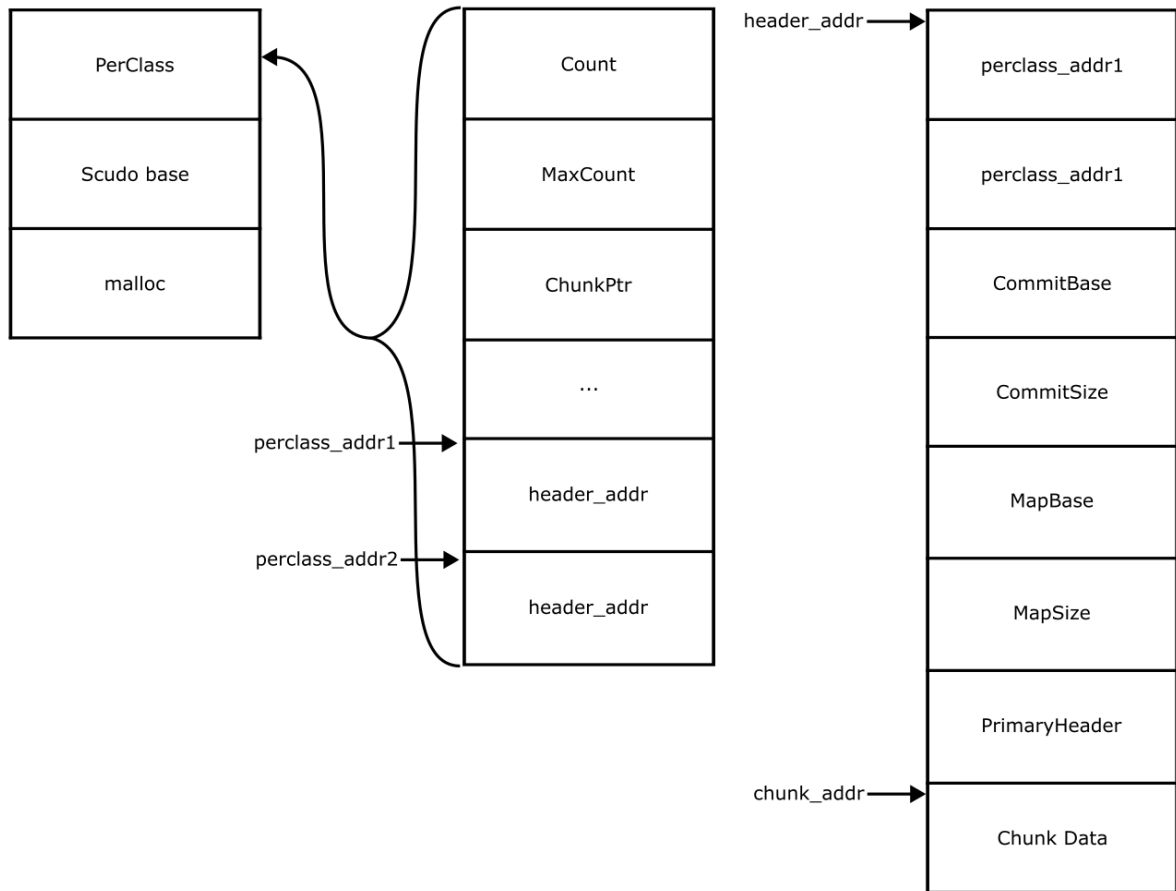 PerClass
Scudo base
malloc
Count
MaxCount
ChunkPtr
...
perclass_addr1
header_addr
perclass_addr2
header_addr
header_addr
perclass_addr1
perclass_addr1
CommitBase
CommitSize
MapBase
MapSize
PrimaryHeader
chunk_addr
Chunk Data